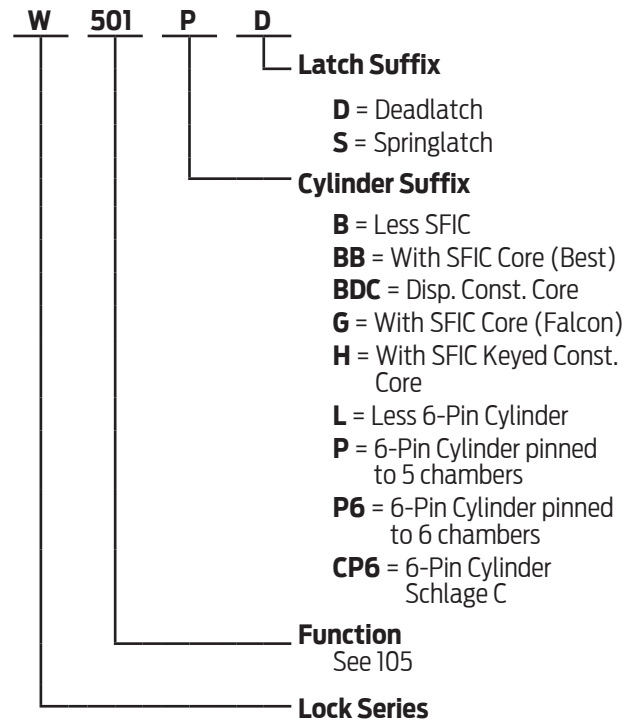 W 501 P D
Latch Suffix
D = Deadlatch
S = Springlatch
Cylinder Suffix
B = Less SFIC
BB = With SFIC Core (Best)
BDC = Disp. Const. Core
G = With SFIC Core (Falcon)
H = With SFIC Keyed Const.
Core
L = Less 6-Pin Cylinder
P = 6-Pin Cylinder pinned
to 5 chambers
P6 = 6-Pin Cylinder pinned
to 6 chambers
CP6 = 6-Pin Cylinder
Schlage C
Function
See 105
Lock Series